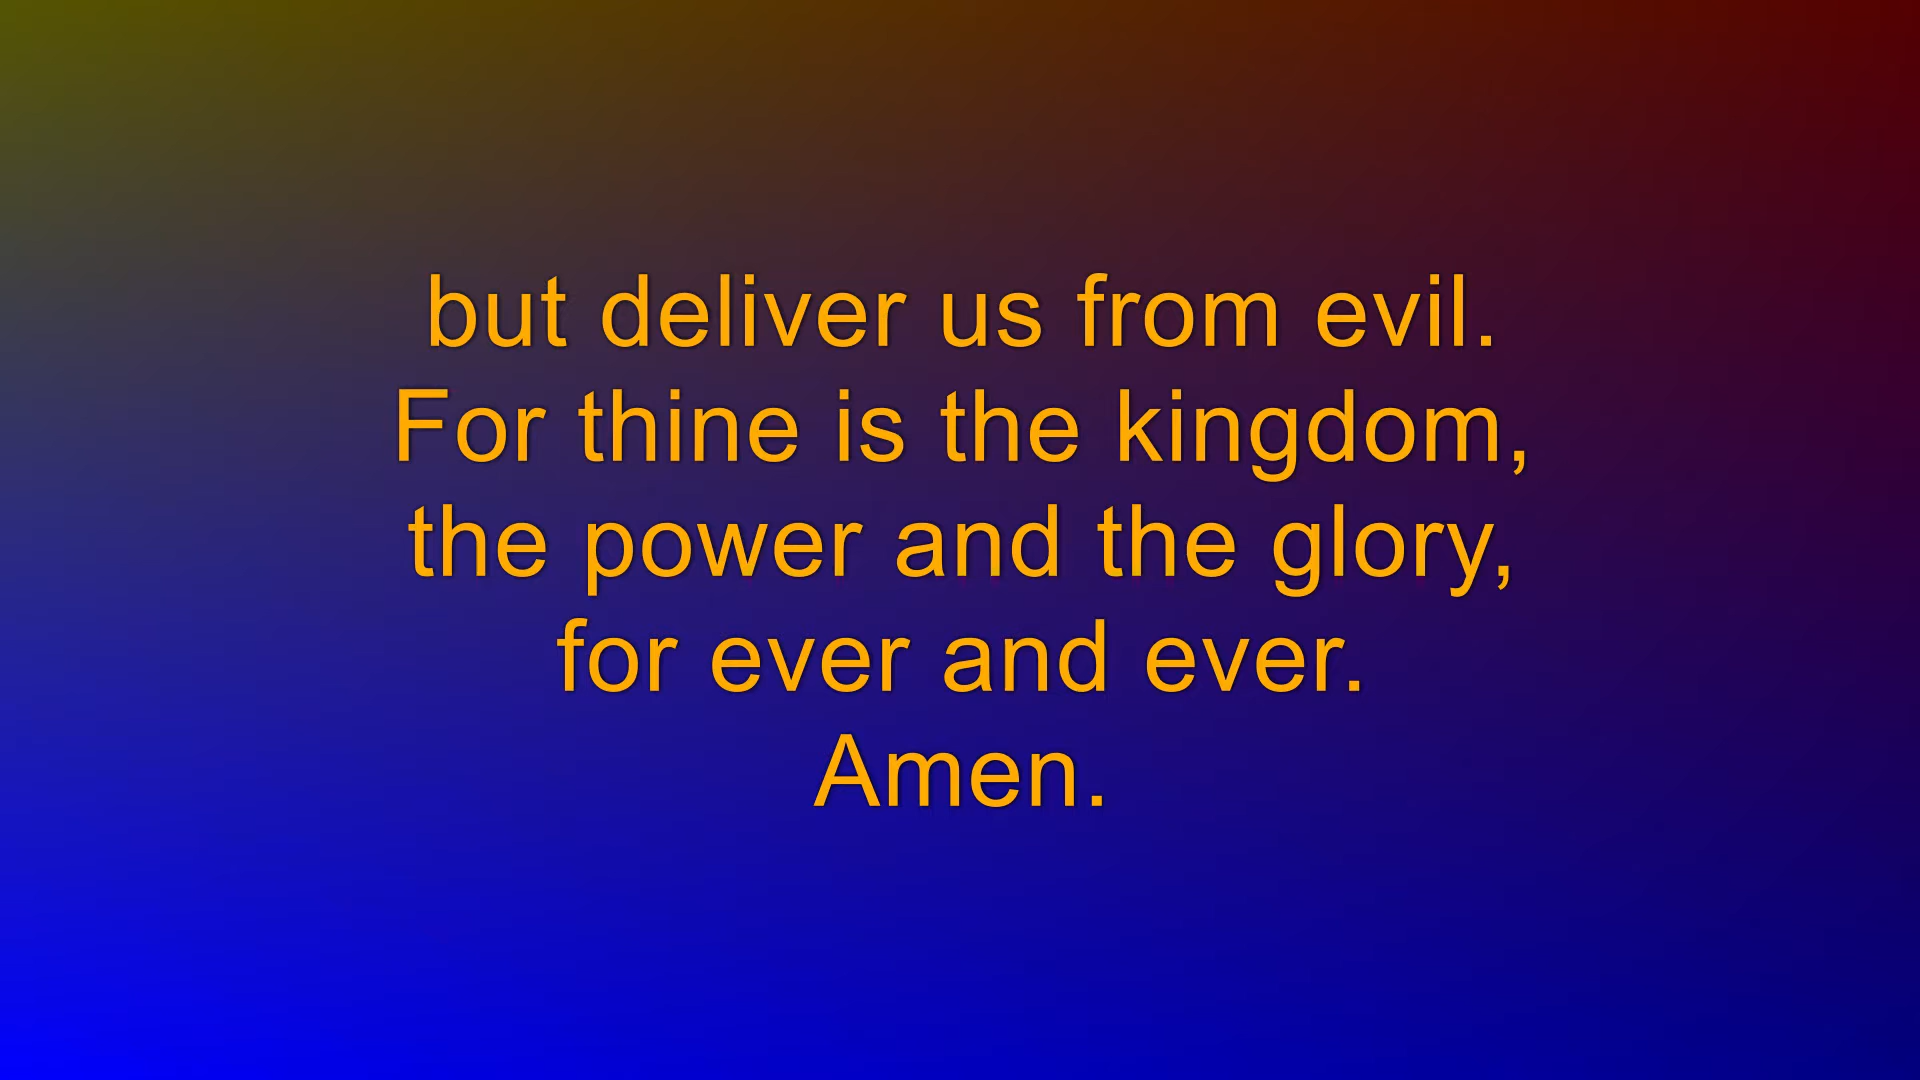 but deliver us from evil.
For thine is the kingdom,
the power and the glory,
for ever and ever.
Amen.